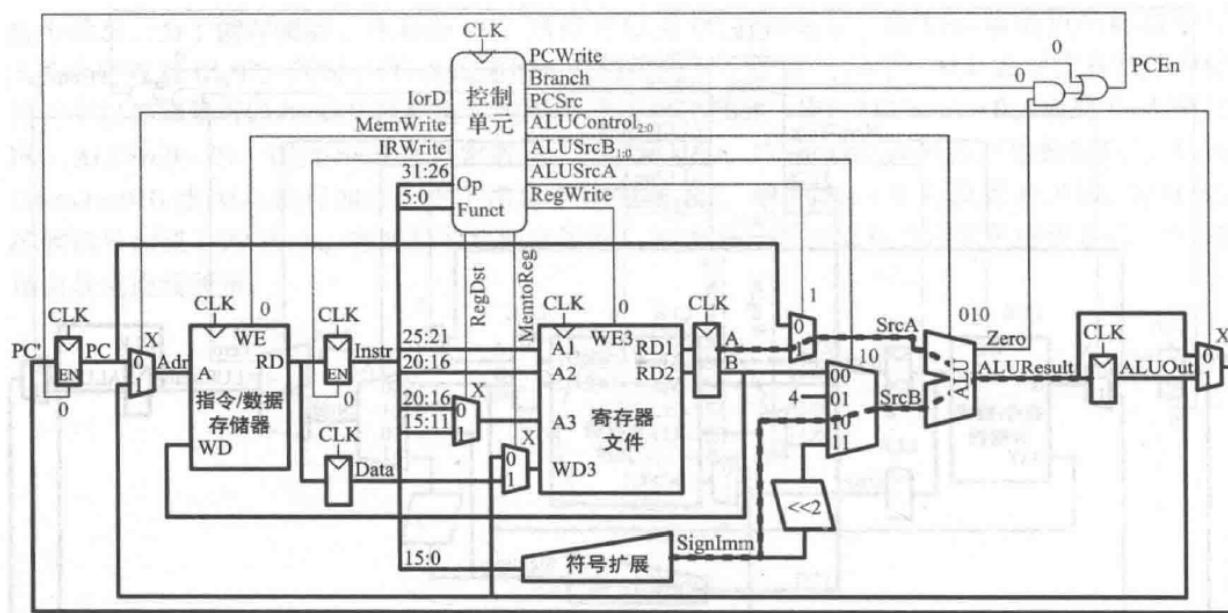 CLK
控制
单元
IorD
MemWrite
IRWrite
31:26
Op
5:0
Funct
PCWrite
Branch
PCSrc
ALUControl2:0
ALUSrcB1:0
ALUSrcA
RegWrite
RegDst
MemtoReg
0
0
PCEn
CLK
PC'
PC
EN
0
X
0
1
Adr
CLK
0
WE
A
RD
指令/数据
存储器
WD
CLK
EN
0
Instr
CLK
Data
25:21
20:16
20:16
15:11
X
0
1
X
0
1
15:0
CLK
0
WE3
A1
RD1
A2
RD2
A3
寄存器
文件
WD3
CLK
A
B
4
1
0
1
10
00
01
10
11
SrcA
SrcB
<<2
符号扩展
SignImm
010
ALU
Zero
ALUResult
CLK
ALUOut
X
0
1